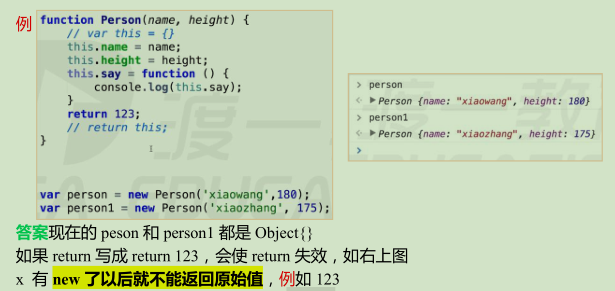 例
function Person(name, height) {
// var this = {}
this.name = name;
this.height = height;
this.say = function () {
console.log(this.say);
}
return 123;
// return this;
}
var person = new Person('xiaowang',180);
var person1 = new Person('xiaozhang', 175);
> person
< ▶ Person {name: "xiaowang", height: 180}
> person1
< ▶ Person {name: "xiaozhang", height: 175}
>
答案现在的 peson 和 person1 都是 Object{}
如果 return 写成 return 123，会使 return 失效，如右上图
x 有 new 了以后就不能返回原始值，例如 123